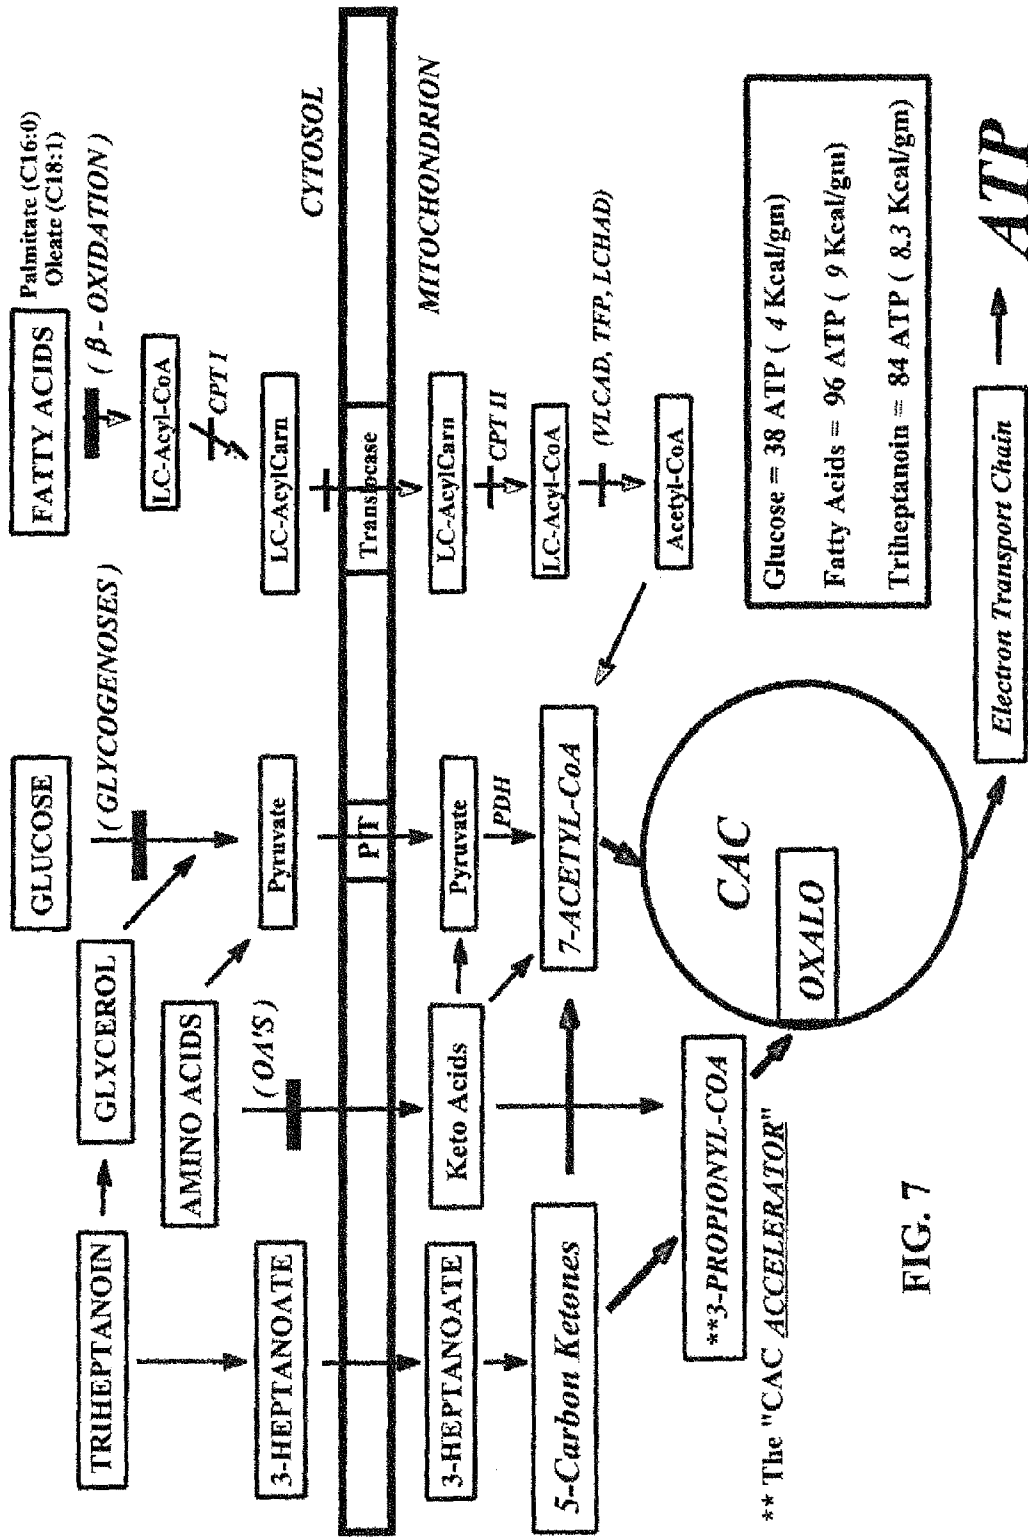 FATTY ACIDS
Palmitate (C16:0)
Oleate (C18:1)
GLUCOSE
( GLYCOGENOSES)
( β - OXIDATION)
TRIHEPTANOIN
GLYCEROL
AMINO ACIDS
( OA'S )
LC-Acyl-CoA
CPT I
3-HEPTANOATE
Pyruvate
LC-AcylCarn
CYTOSOL
PT
Translocase
MITOCHONDRION
3-HEPTANOATE
Keto Acids
Pyruvate
LC-AcylCarn
PDH
CPT II
5-Carbon Ketones
7-ACETYL-CoA
LC-Acyl-CoA
(VLCAD, TFP, LCHAD)
Acetyl-CoA
**3-PROPIONYL-COA
** The "CAC ACCELERATOR"
CAC
OXALO
Glucose = 38 ATP ( 4 Kcal/gm)
Fatty Acids = 96 ATP ( 9 Kcal/gm)
Triheptanoin = 84 ATP ( 8.3 Kcal/gm)
Electron Transport Chain
ATP
FIG. 7